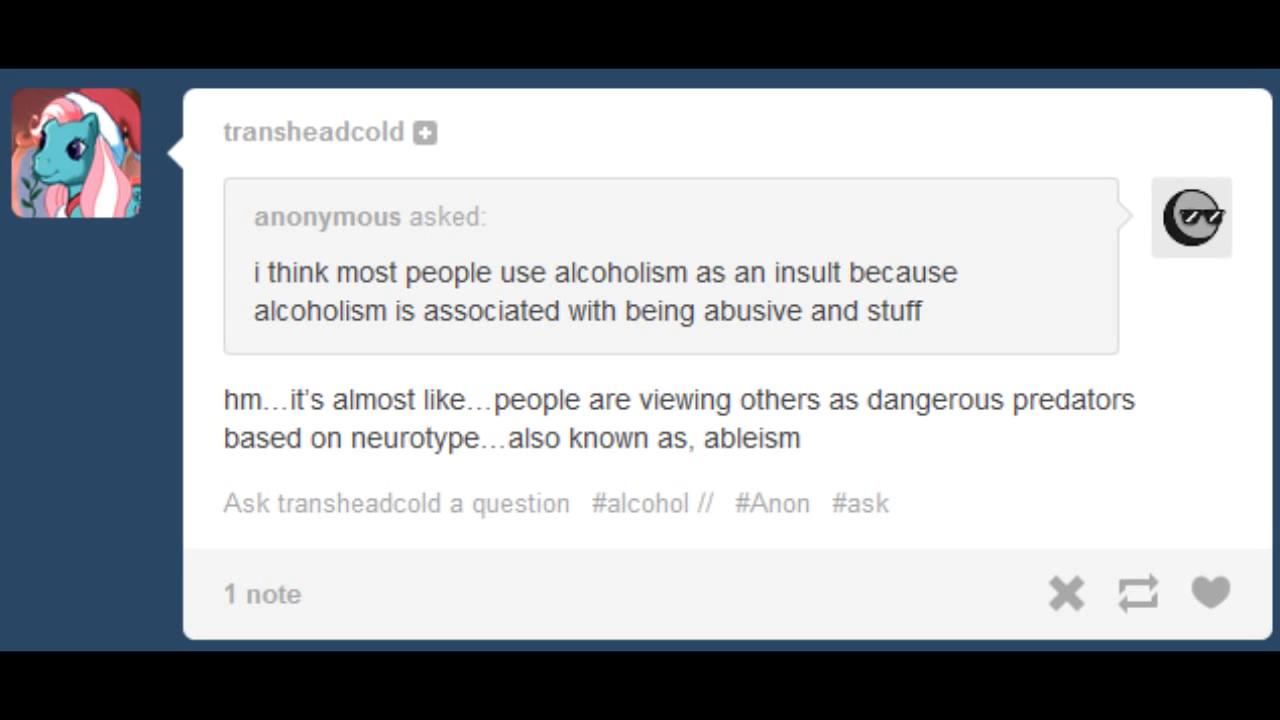 transheadcold
anonymous asked:
i think most people use alcoholism as an insult because
alcoholism is associated with being abusive and stuff
hm...it's almost like...people are viewing others as dangerous predators
based on neurotype...also known as, ableism
Ask transheadcold a question #alcohol // #Anon #ask
1 note